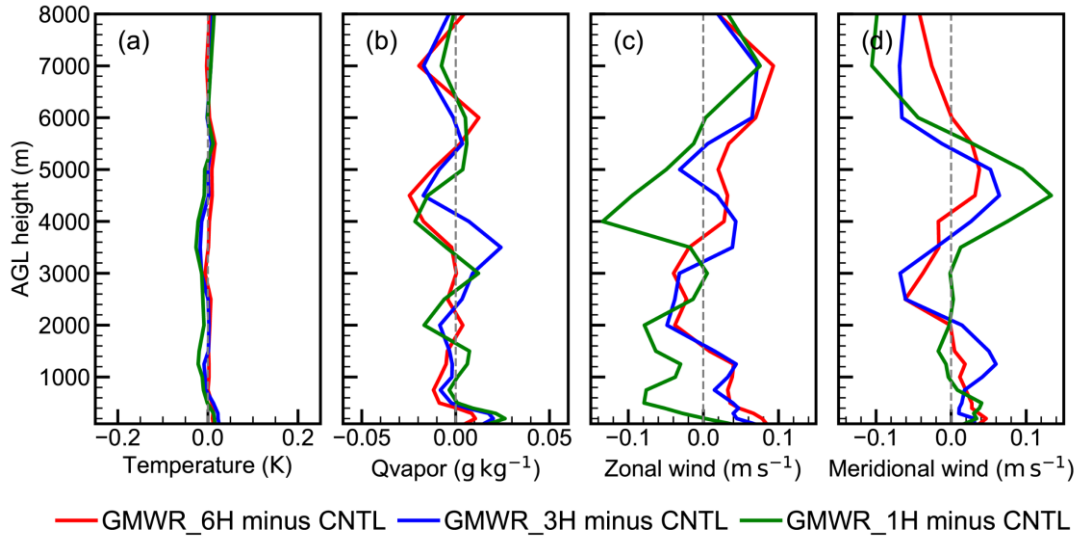 (a) (b) (c) (d)
8000
7000
6000
5000
4000
3000
2000
1000
AGL height (m)
−0.2 0.0 0.2
−0.05 0.00 0.05
−0.1 0.0 0.1
−0.1 0.0 0.1
Temperature (K)
Qvapor (g kg⁻¹)
Zonal wind (m s⁻¹)
Meridional wind (m s⁻¹)
GMWR_6H minus CNTL GMWR_3H minus CNTL GMWR_1H minus CNTL